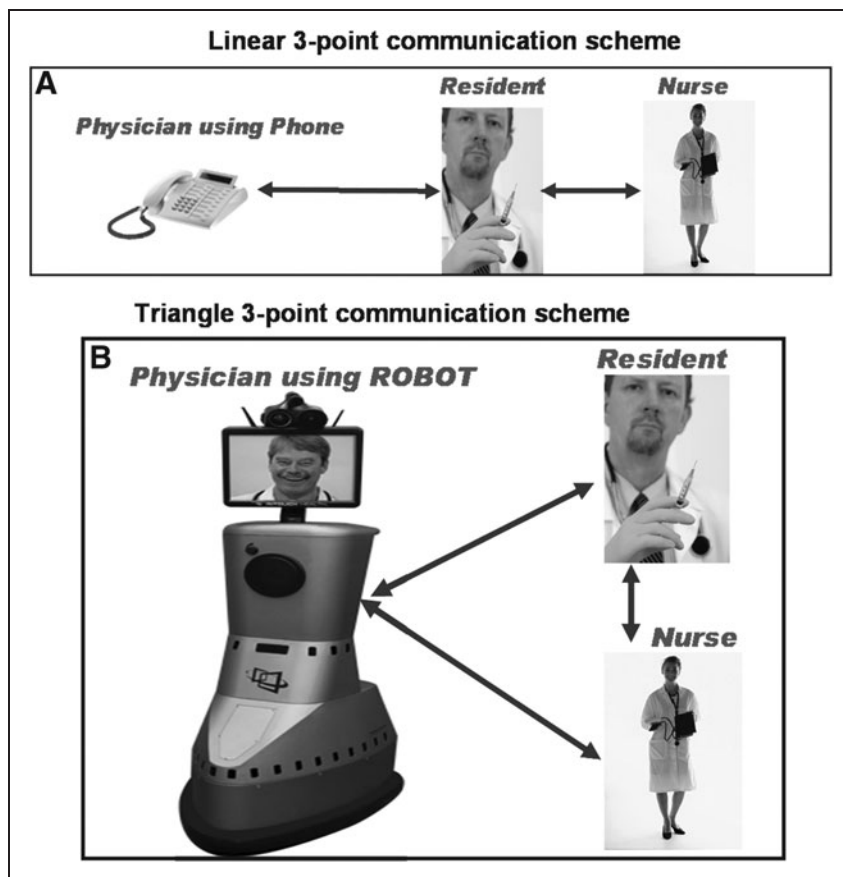 Linear 3-point communication scheme
A
Resident
Nurse
Physician using Phone
Triangle 3-point communication scheme
B
Physician using ROBOT
Resident
Nurse